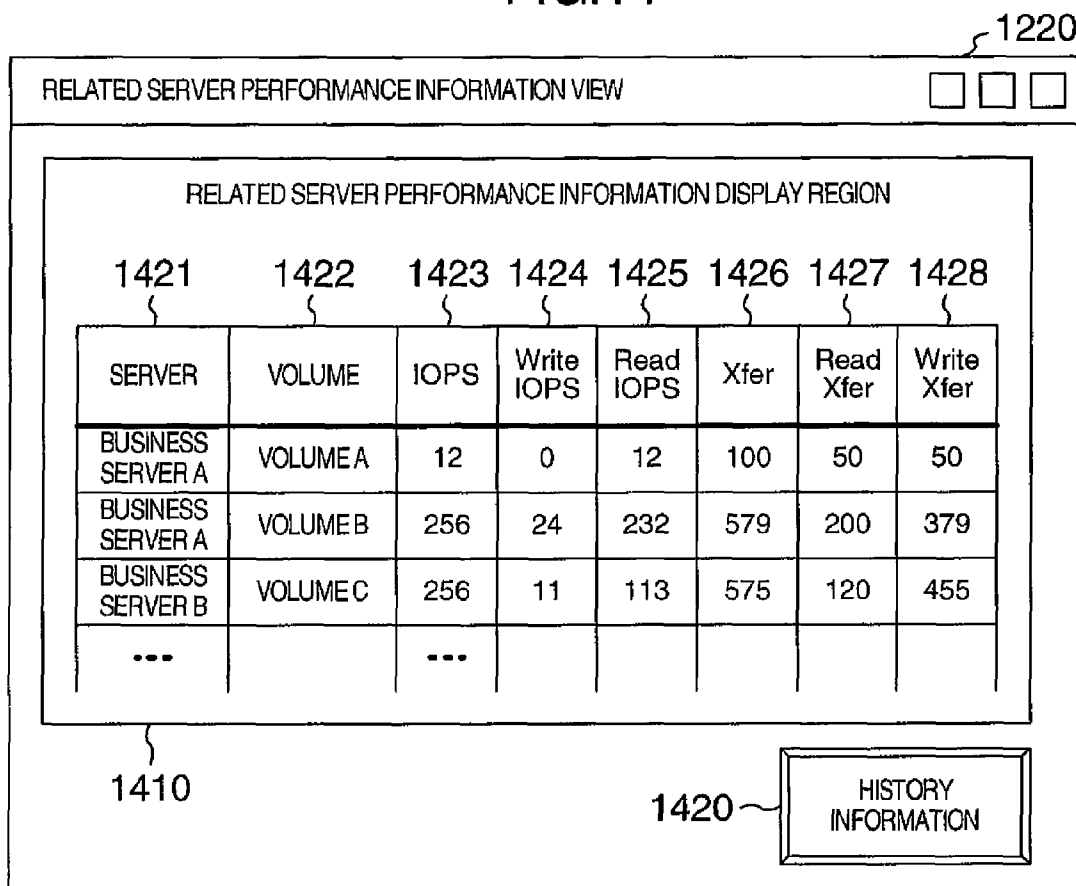 1220
RELATED SERVER PERFORMANCE INFORMATION VIEW
RELATED SERVER PERFORMANCE INFORMATION DISPLAY REGION
1421 1422 1423 1424 1425 1426 1427 1428
SERVER VOLUME IOPS Write IOPS Read IOPS Xfer Read Xfer Write Xfer
BUSINESS SERVER A VOLUME A 12 0 12 100 50 50
BUSINESS SERVER A VOLUME B 256 24 232 579 200 379
BUSINESS SERVER B VOLUME C 256 11 113 575 120 455
--- ---
1410
1420
HISTORY
INFORMATION